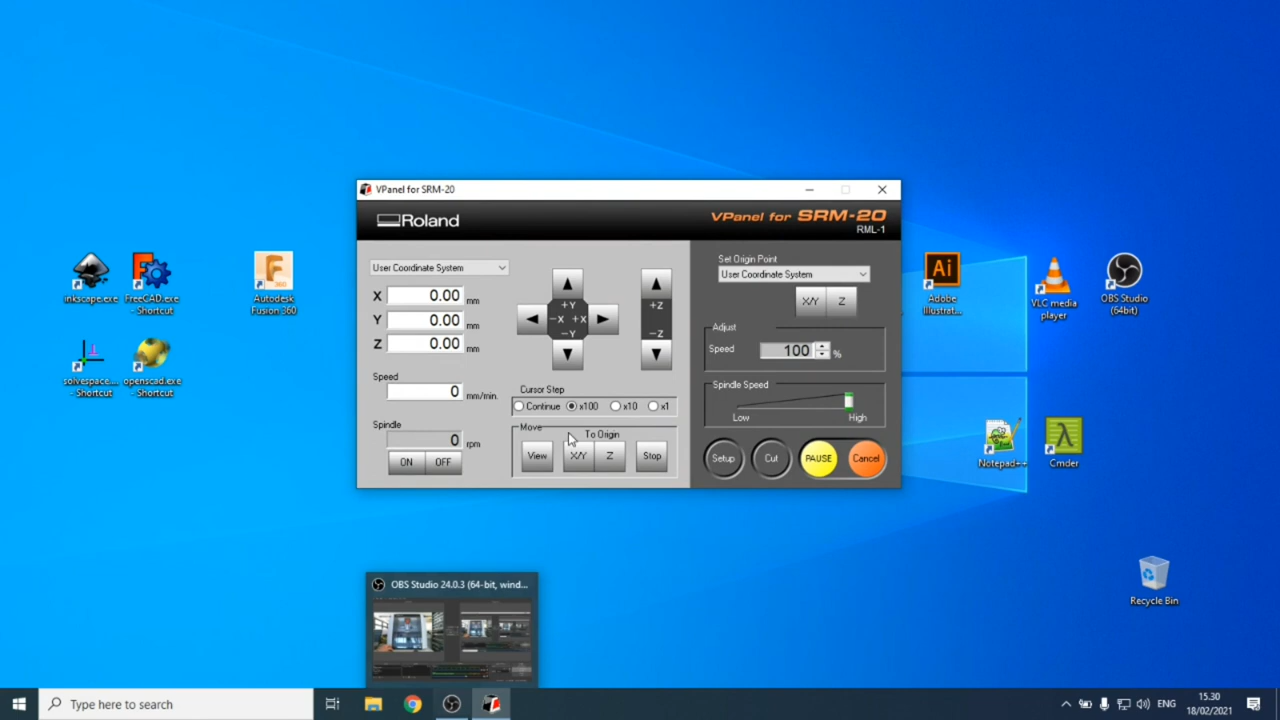 VPanel for SRM-20
Roland
VPanel for SRM-20
RML-1
User Coordinate System
X 0.00 mm
Y 0.00 mm
Z 0.00 mm
Speed
0 mm/min.
Spindle
0 rpm
ON OFF
+Y
-X +X
-Y
+Z
-Z
Cursor Step
Continue x100 x10 x1
Move
To Origin
View X/Y Z Stop
Set Origin Point
User Coordinate System
X/Y Z
Adjust
Speed 100 %
Spindle Speed
Low High
Setup Cut PAUSE Cancel
inkscape.exe
FreeCAD.exe
- Shortcut
Autodesk
Fusion 360
solvespace....
- Shortcut
openscad.exe
- Shortcut
Ai
Adobe
Illustrat...
VLC media
player
OBS Studio
(64bit)
Notepad++
Cmder
Recycle Bin
OBS Studio 24.0.3 (64-bit, wind...
Type here to search
ENG
15.30
18/02/2021